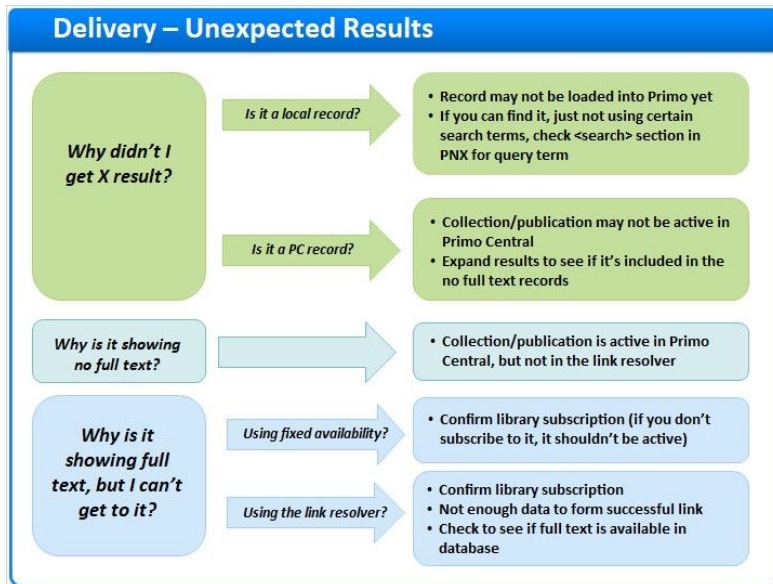 Delivery – Unexpected Results
Why didn't I
get X result?
Is it a local record?
• Record may not be loaded into Primo yet
• If you can find it, just not using certain
search terms, check <search> section in
PNX for query term
Is it a PC record?
• Collection/publication may not be active in
Primo Central
• Expand results to see if it's included in the
no full text records
Why is it showing
no full text?
• Collection/publication is active in Primo
Central, but not in the link resolver
Why is it
showing full
text, but I can't
get to it?
Using fixed availability?
• Confirm library subscription (if you don't
subscribe to it, it shouldn't be active)
Using the link resolver?
• Confirm library subscription
• Not enough data to form successful link
• Check to see if full text is available in
database